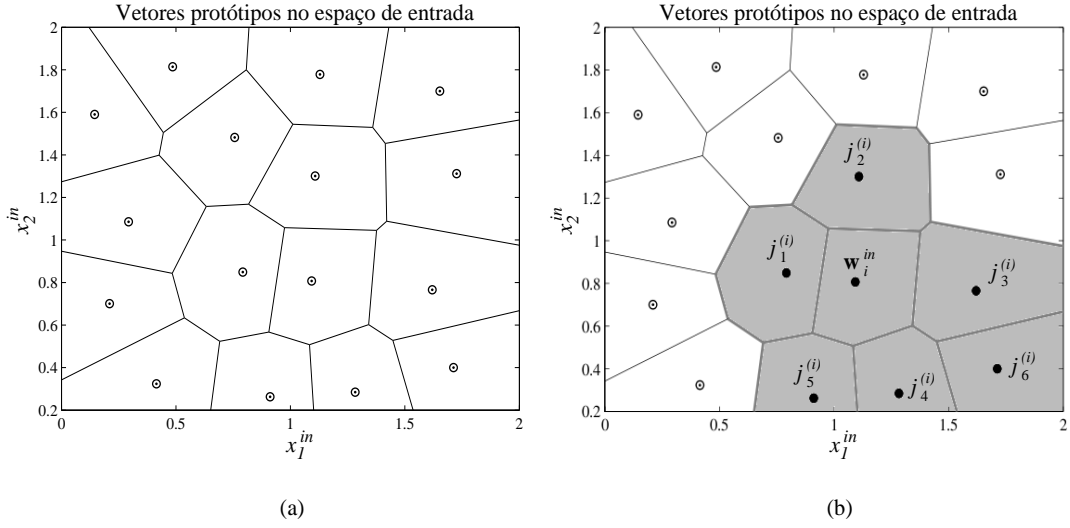 Vetores protótipos no espaço de entrada
2
1.8
1.6
1.4
1.2
1
0.8
0.6
0.4
0.2
x_2^{in}
0 0.5 1 1.5 2
x_1^{in}
(a)
Vetores protótipos no espaço de entrada
2
1.8
1.6
1.4
1.2
1
0.8
0.6
0.4
0.2
x_2^{in}
j_2^{(i)}
j_1^{(i)} w_i^{in} j_3^{(i)}
j_5^{(i)} j_4^{(i)} j_6^{(i)}
0 0.5 1 1.5 2
x_1^{in}
(b)